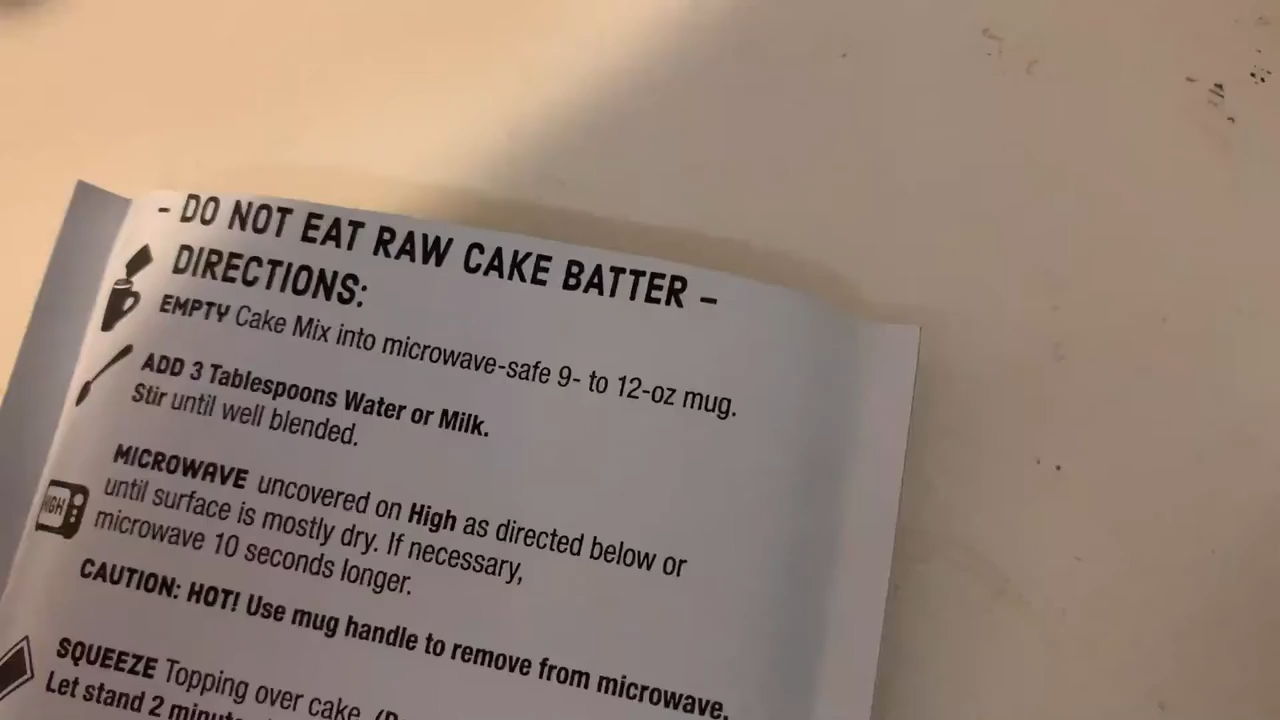 - DO NOT EAT RAW CAKE BATTER -
DIRECTIONS:
EMPTY Cake Mix into microwave-safe 9- to 12-oz mug.
ADD 3 Tablespoons Water or Milk.
Stir until well blended.
MICROWAVE uncovered on High as directed below or
until surface is mostly dry. If necessary,
microwave 10 seconds longer.
HIGH
CAUTION: HOT! Use mug handle to remove from microwave.
SQUEEZE Topping over cake.
Let stand 2